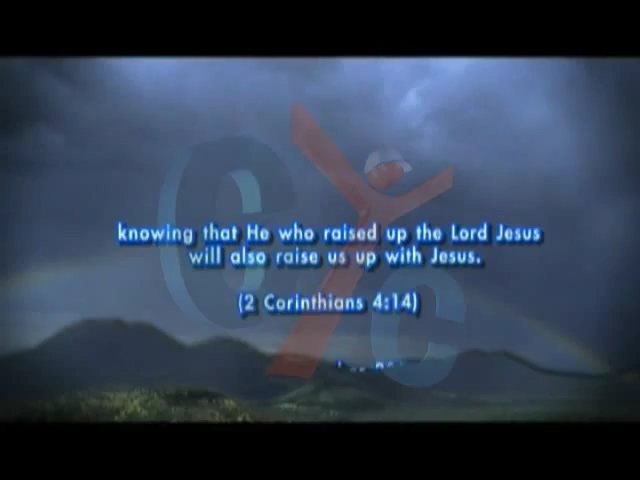 knowing that He who raised up the Lord Jesus
will also raise us up with Jesus.
(2 Corinthians 4:14)
C C